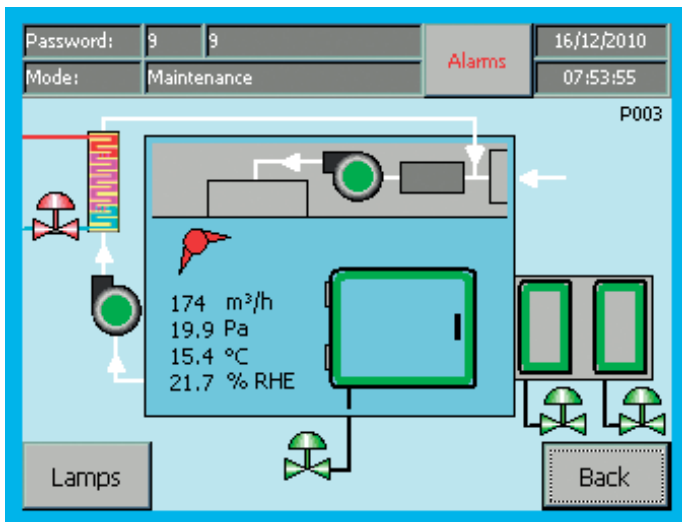 Password: 9 9 Alarms 16/12/2010
Mode: Maintenance 07:53:55
P003
174 m³/h
19.9 Pa
15.4 °C
21.7 % RHE
Lamps Back